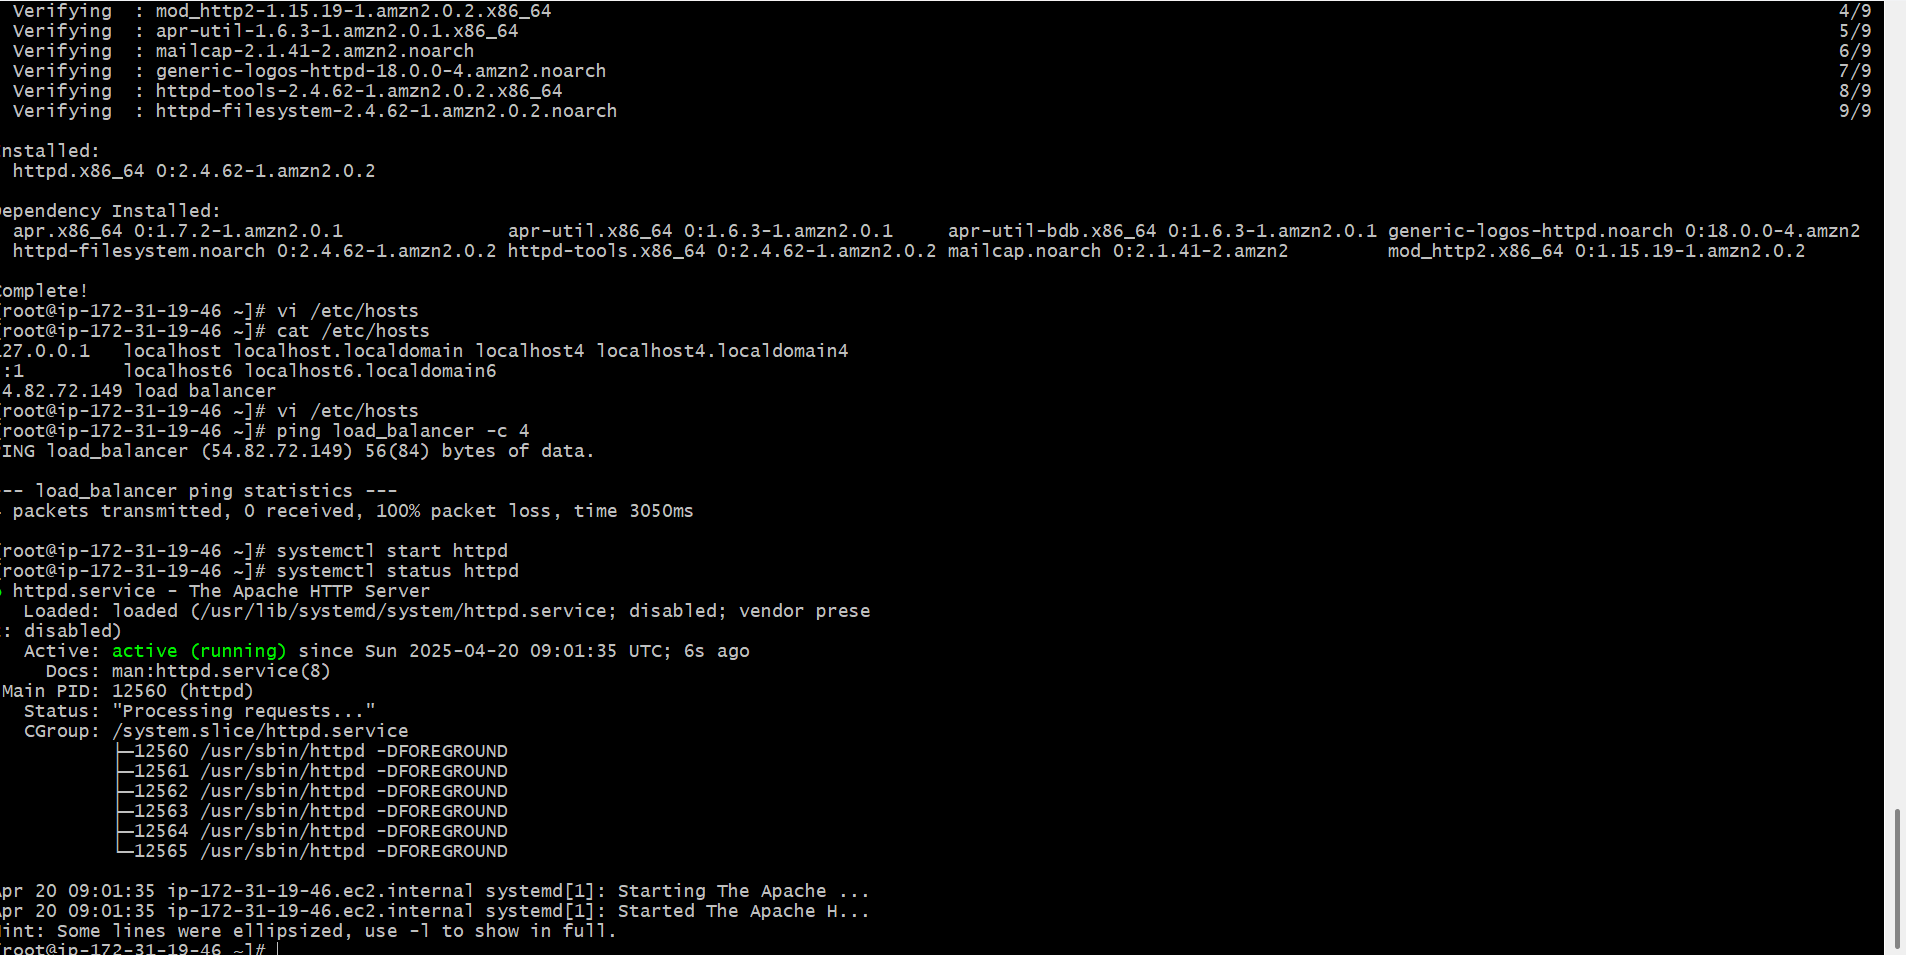 Verifying  : mod_http2-1.15.19-1.amzn2.0.2.x86_64 4/9
Verifying  : apr-util-1.6.3-1.amzn2.0.1.x86_64 5/9
Verifying  : mailcap-2.1.41-2.amzn2.noarch 6/9
Verifying  : generic-logos-httpd-18.0.0-4.amzn2.noarch 7/9
Verifying  : httpd-tools-2.4.62-1.amzn2.0.2.x86_64 8/9
Verifying  : httpd-filesystem-2.4.62-1.amzn2.0.2.noarch 9/9
nstalled:
httpd.x86_64 0:2.4.62-1.amzn2.0.2
ependency Installed:
apr.x86_64 0:1.7.2-1.amzn2.0.1 apr-util.x86_64 0:1.6.3-1.amzn2.0.1 apr-util-bdb.x86_64 0:1.6.3-1.amzn2.0.1 generic-logos-httpd.noarch 0:18.0.0-4.amzn2
httpd-filesystem.noarch 0:2.4.62-1.amzn2.0.2 httpd-tools.x86_64 0:2.4.62-1.amzn2.0.2 mailcap.noarch 0:2.1.41-2.amzn2 mod_http2.x86_64 0:1.15.19-1.amzn2.0.2
omplete!
[root@ip-172-31-19-46 ~]# vi /etc/hosts
[root@ip-172-31-19-46 ~]# cat /etc/hosts
27.0.0.1   localhost localhost.localdomain localhost4 localhost4.localdomain4
:1         localhost6 localhost6.localdomain6
4.82.72.149 load balancer
[root@ip-172-31-19-46 ~]# vi /etc/hosts
[root@ip-172-31-19-46 ~]# ping load_balancer -c 4
ING load_balancer (54.82.72.149) 56(84) bytes of data.
-- load_balancer ping statistics ---
packets transmitted, 0 received, 100% packet loss, time 3050ms
[root@ip-172-31-19-46 ~]# systemctl start httpd
[root@ip-172-31-19-46 ~]# systemctl status httpd
httpd.service - The Apache HTTP Server
Loaded: loaded (/usr/lib/systemd/system/httpd.service; disabled; vendor prese
: disabled)
Active: active (running) since Sun 2025-04-20 09:01:35 UTC; 6s ago
Docs: man:httpd.service(8)
Main PID: 12560 (httpd)
Status: "Processing requests..."
CGroup: /system.slice/httpd.service
├─12560 /usr/sbin/httpd -DFOREGROUND
├─12561 /usr/sbin/httpd -DFOREGROUND
├─12562 /usr/sbin/httpd -DFOREGROUND
├─12563 /usr/sbin/httpd -DFOREGROUND
├─12564 /usr/sbin/httpd -DFOREGROUND
└─12565 /usr/sbin/httpd -DFOREGROUND
pr 20 09:01:35 ip-172-31-19-46.ec2.internal systemd[1]: Starting The Apache ...
pr 20 09:01:35 ip-172-31-19-46.ec2.internal systemd[1]: Started The Apache H...
int: Some lines were ellipsized, use -l to show in full.
[root@ip-172-31-19-46 ~]#